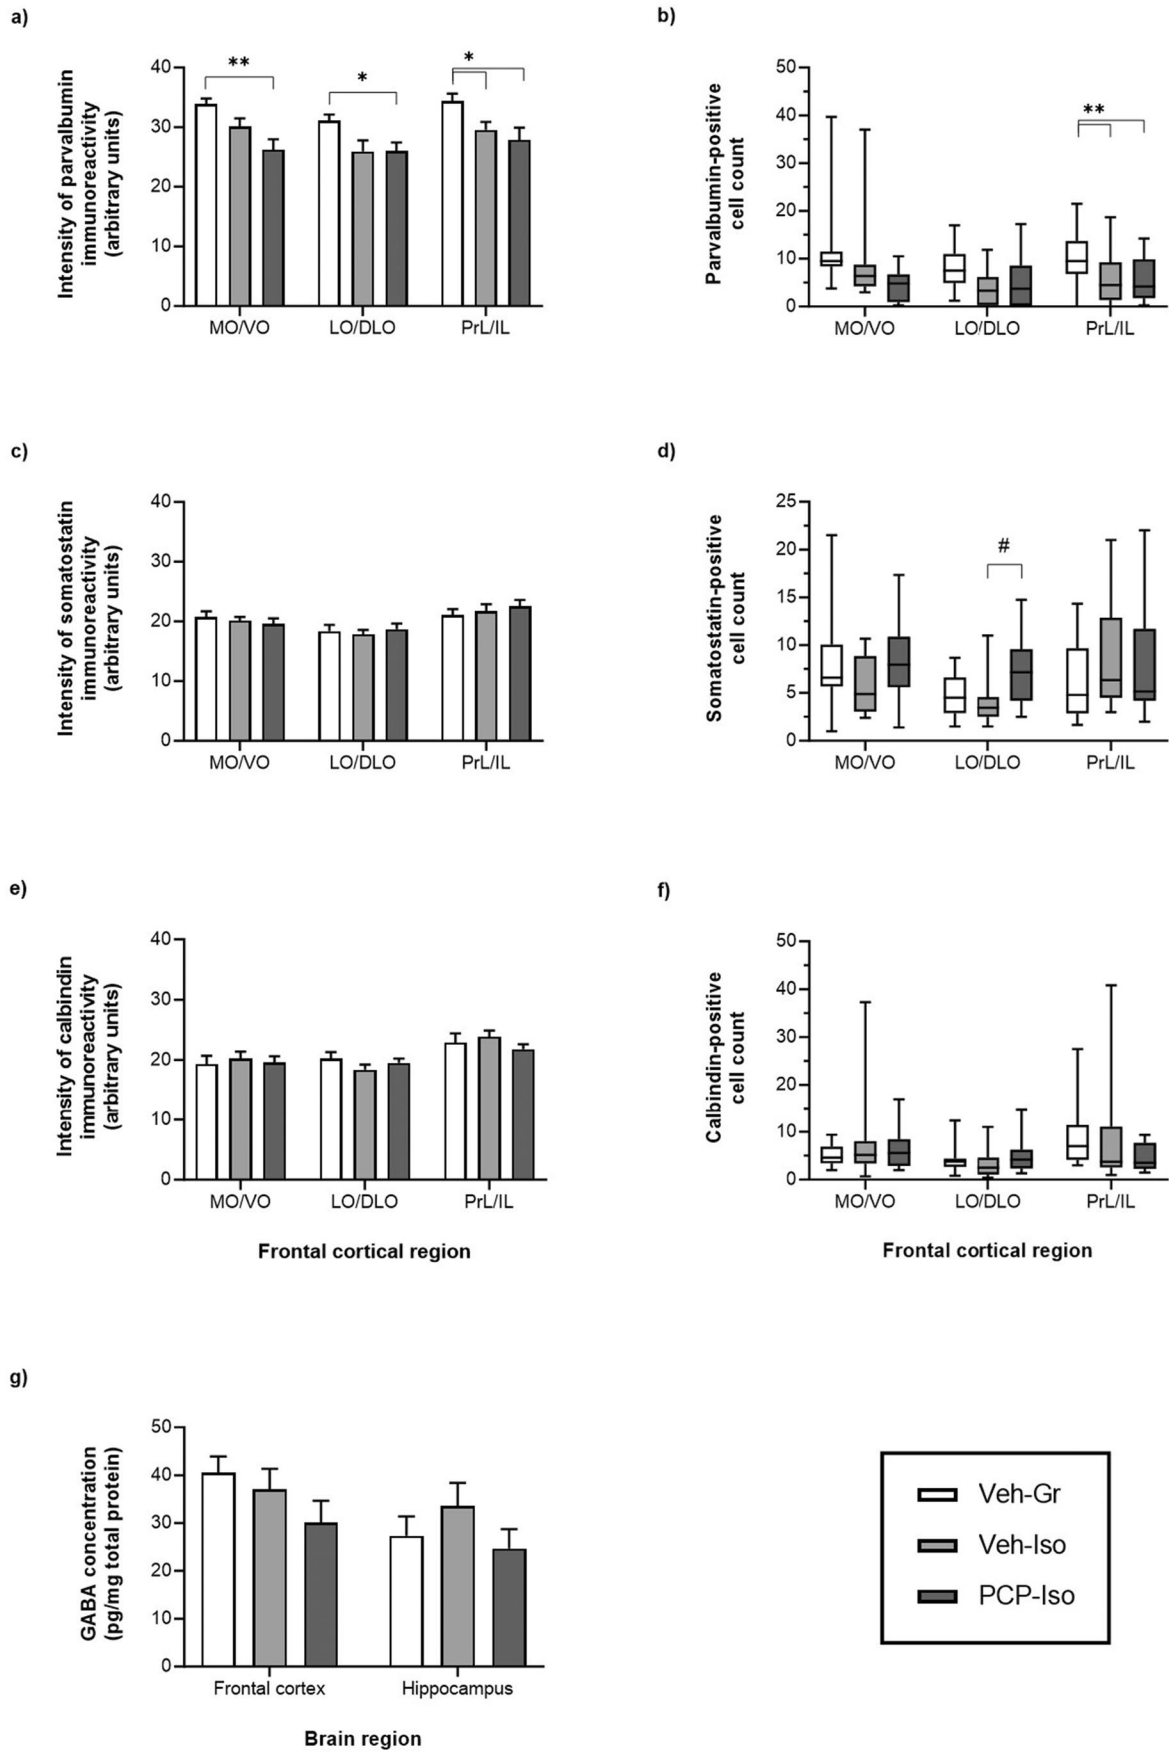 a)
Intensity of parvalbumin
immunoreactivity
(arbitrary units)
40
30
20
10
0
**
*
*
MO/VO
LO/DLO
PrL/IL
b)
Parvalbumin-positive
cell count
50
40
30
20
10
0
**
MO/VO
LO/DLO
PrL/IL
c)
Intensity of somatostatin
immunoreactivity
(arbitrary units)
40
30
20
10
0
MO/VO
LO/DLO
PrL/IL
d)
Somatostatin-positive
cell count
25
20
15
10
5
0
#
MO/VO
LO/DLO
PrL/IL
e)
Intensity of calbindin
immunoreactivity
(arbitrary units)
40
30
20
10
0
MO/VO
LO/DLO
PrL/IL
Frontal cortical region
f)
Calbindin-positive
cell count
50
40
30
20
10
0
MO/VO
LO/DLO
PrL/IL
Frontal cortical region
g)
GABA concentration
(pg/mg total protein)
50
40
30
20
10
0
Frontal cortex
Hippocampus
Brain region
Veh-Gr
Veh-Iso
PCP-Iso